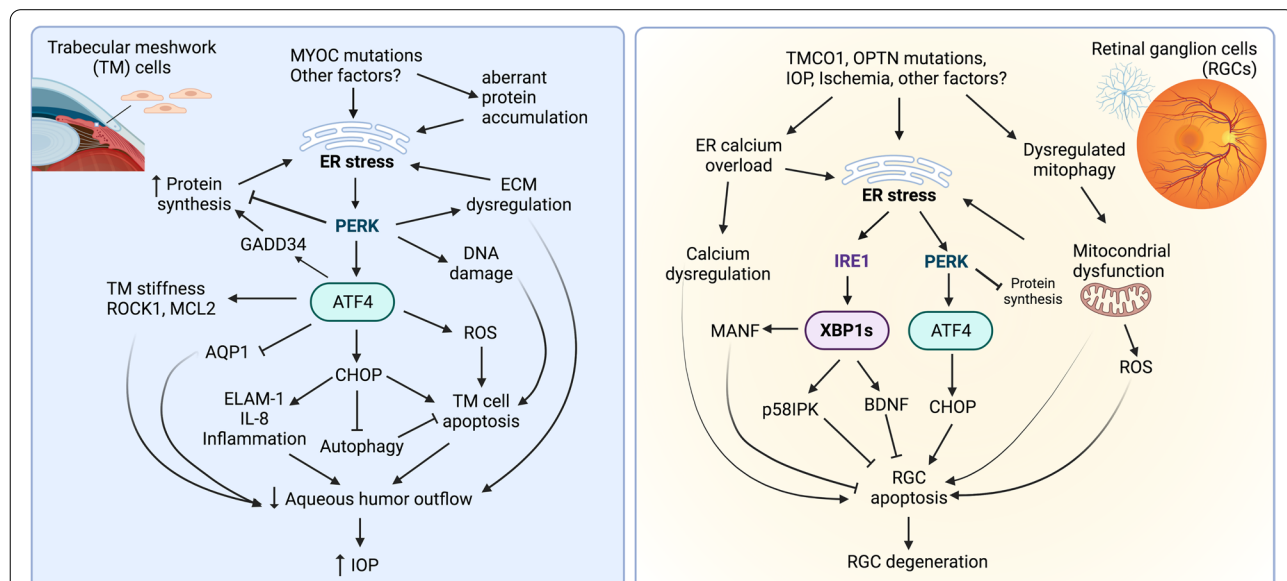 Trabecular meshwork
(TM) cells
MYOC mutations
Other factors?
aberrant
protein
accumulation
ER stress
↑ Protein
synthesis
ECM
dysregulation
PERK
GADD34
DNA
damage
TM stiffness
ROCK1, MCL2
ATF4
ROS
AQP1
CHOP
ELAM-1
IL-8
Inflammation
TM cell
apoptosis
Autophagy
↓ Aqueous humor outflow
↑ IOP
TMCO1, OPTN mutations,
IOP, Ischemia, other factors?
Retinal ganglion cells
(RGCs)
ER calcium
overload
Dysregulated
mitophagy
ER stress
Calcium
dysregulation
IRE1
PERK
Mitocondrial
dysfunction
Protein
synthesis
MANF
XBP1s
ATF4
ROS
p58IPK
BDNF
CHOP
RGC
apoptosis
RGC degeneration